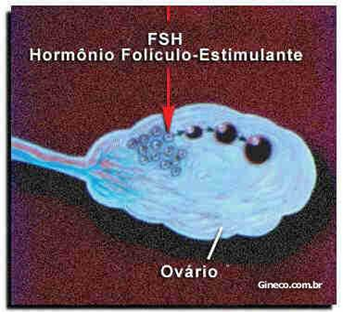 FSH
Hormônio Folículo-Estimulante
Ovário
Gineco.com.br